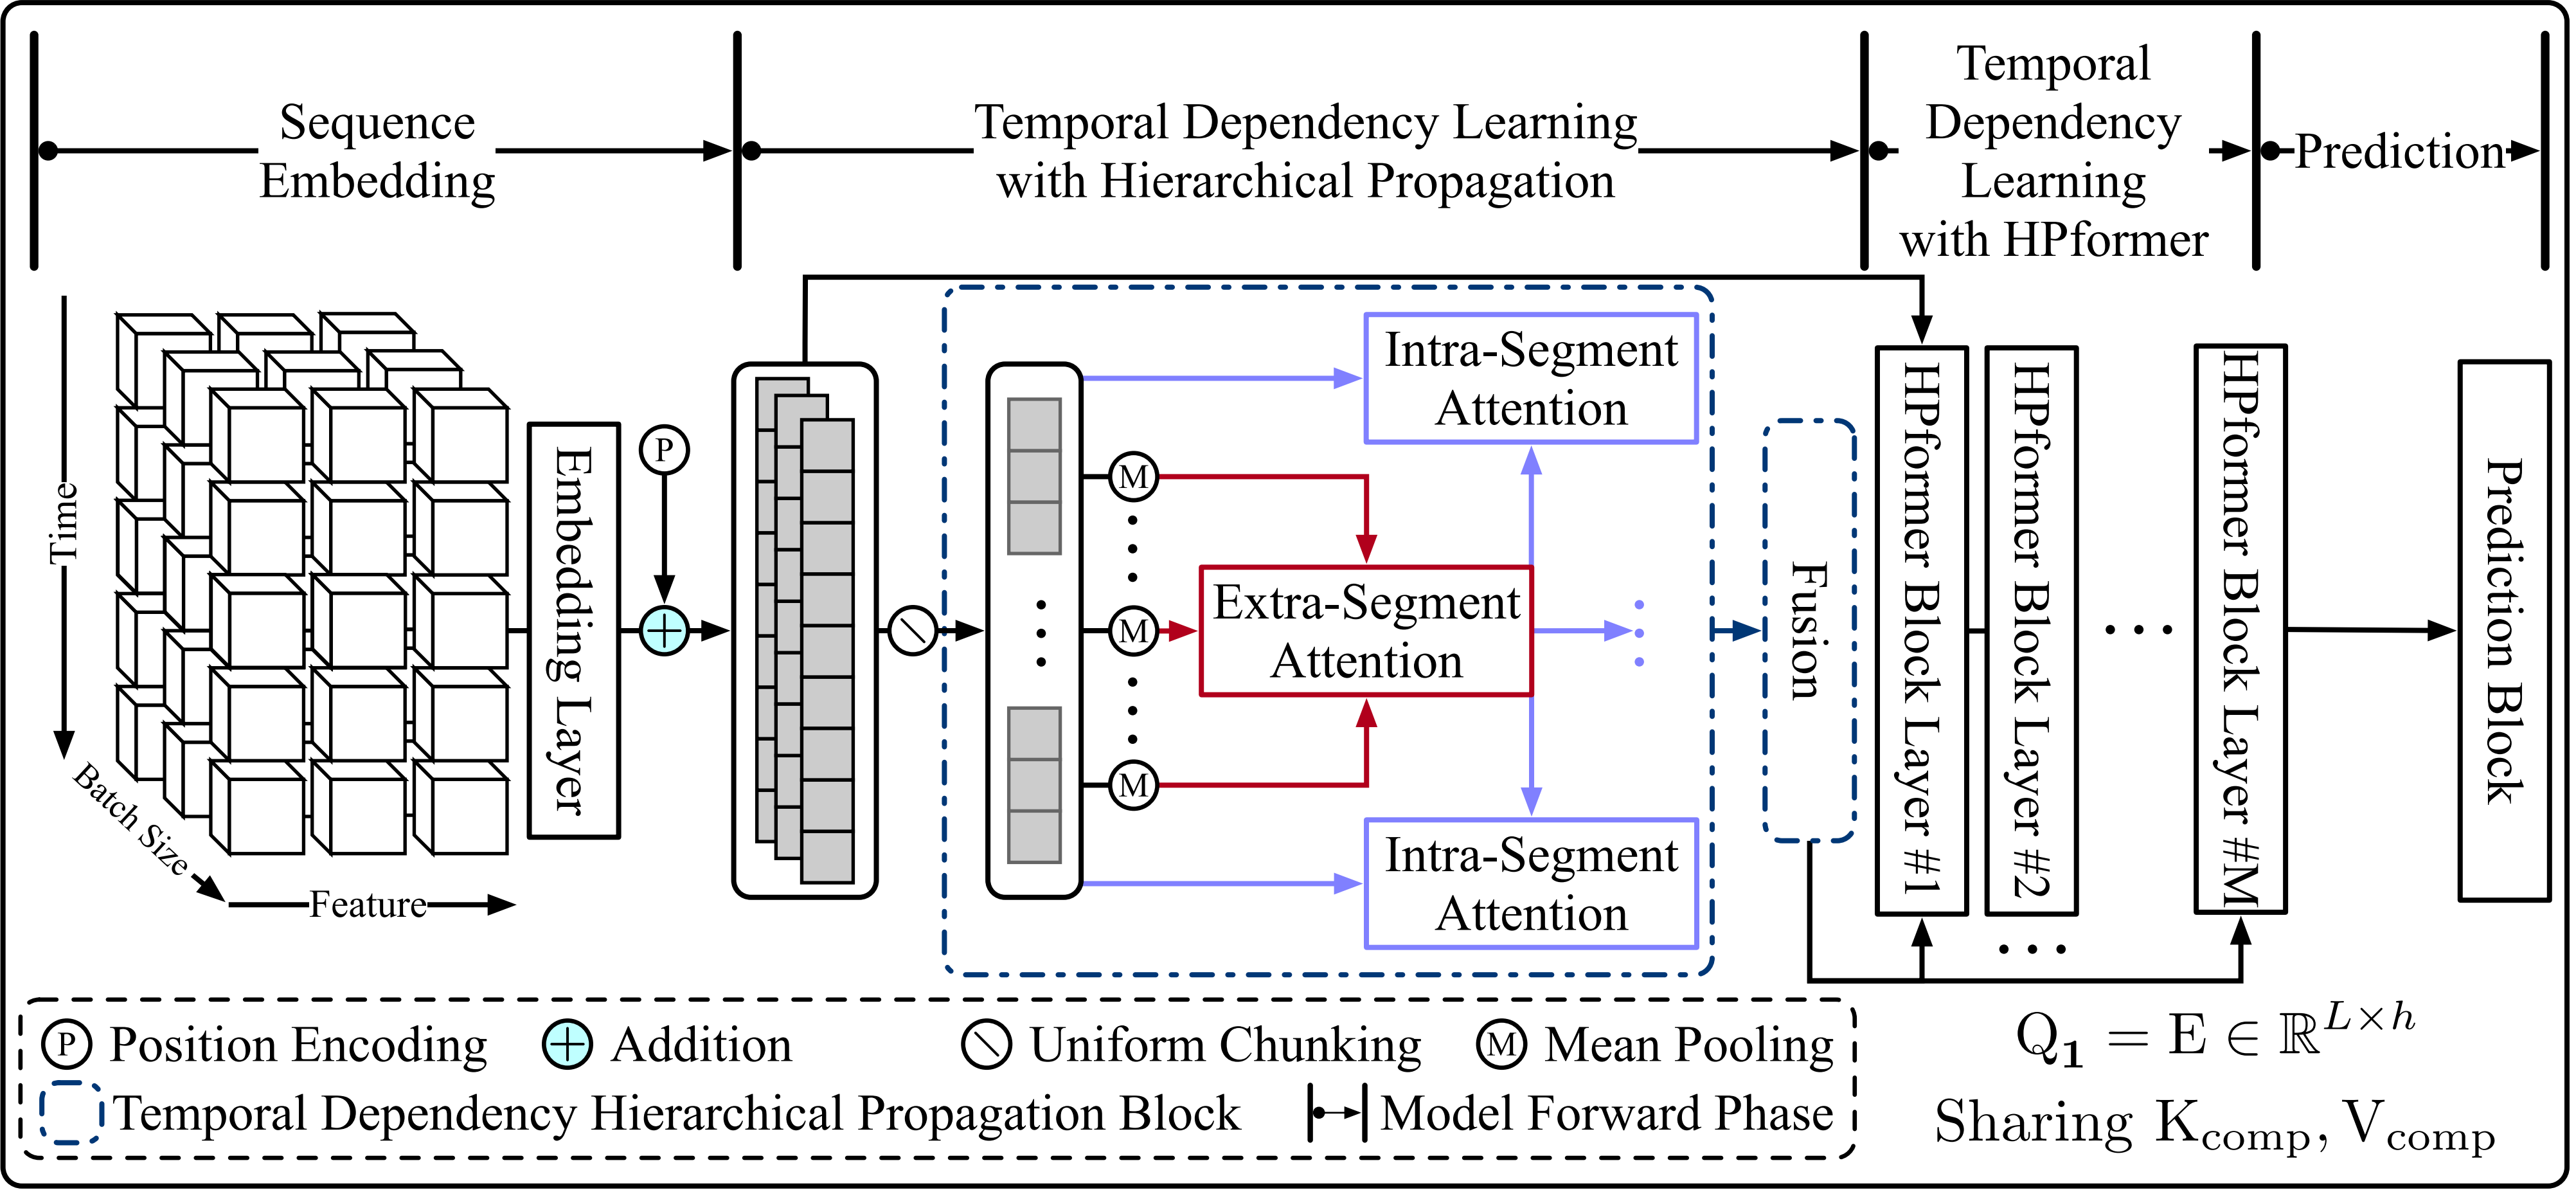 Sequence
Embedding
Temporal Dependency Learning
with Hierarchical Propagation
Temporal
Dependency
Learning
with HPformer
Prediction
Time
Batch Size
Feature
Embedding Layer
P
M
M
M
Intra-Segment
Attention
Extra-Segment
Attention
Intra-Segment
Attention
Fusion
HPformer Block Layer #1
HPformer Block Layer #2
HPformer Block Layer #M
Prediction Block
P Position Encoding
Addition
Uniform Chunking
M Mean Pooling
Temporal Dependency Hierarchical Propagation Block
Model Forward Phase
Q₁ = E ∈ ℝ^{L×h}
Sharing K_comp, V_comp